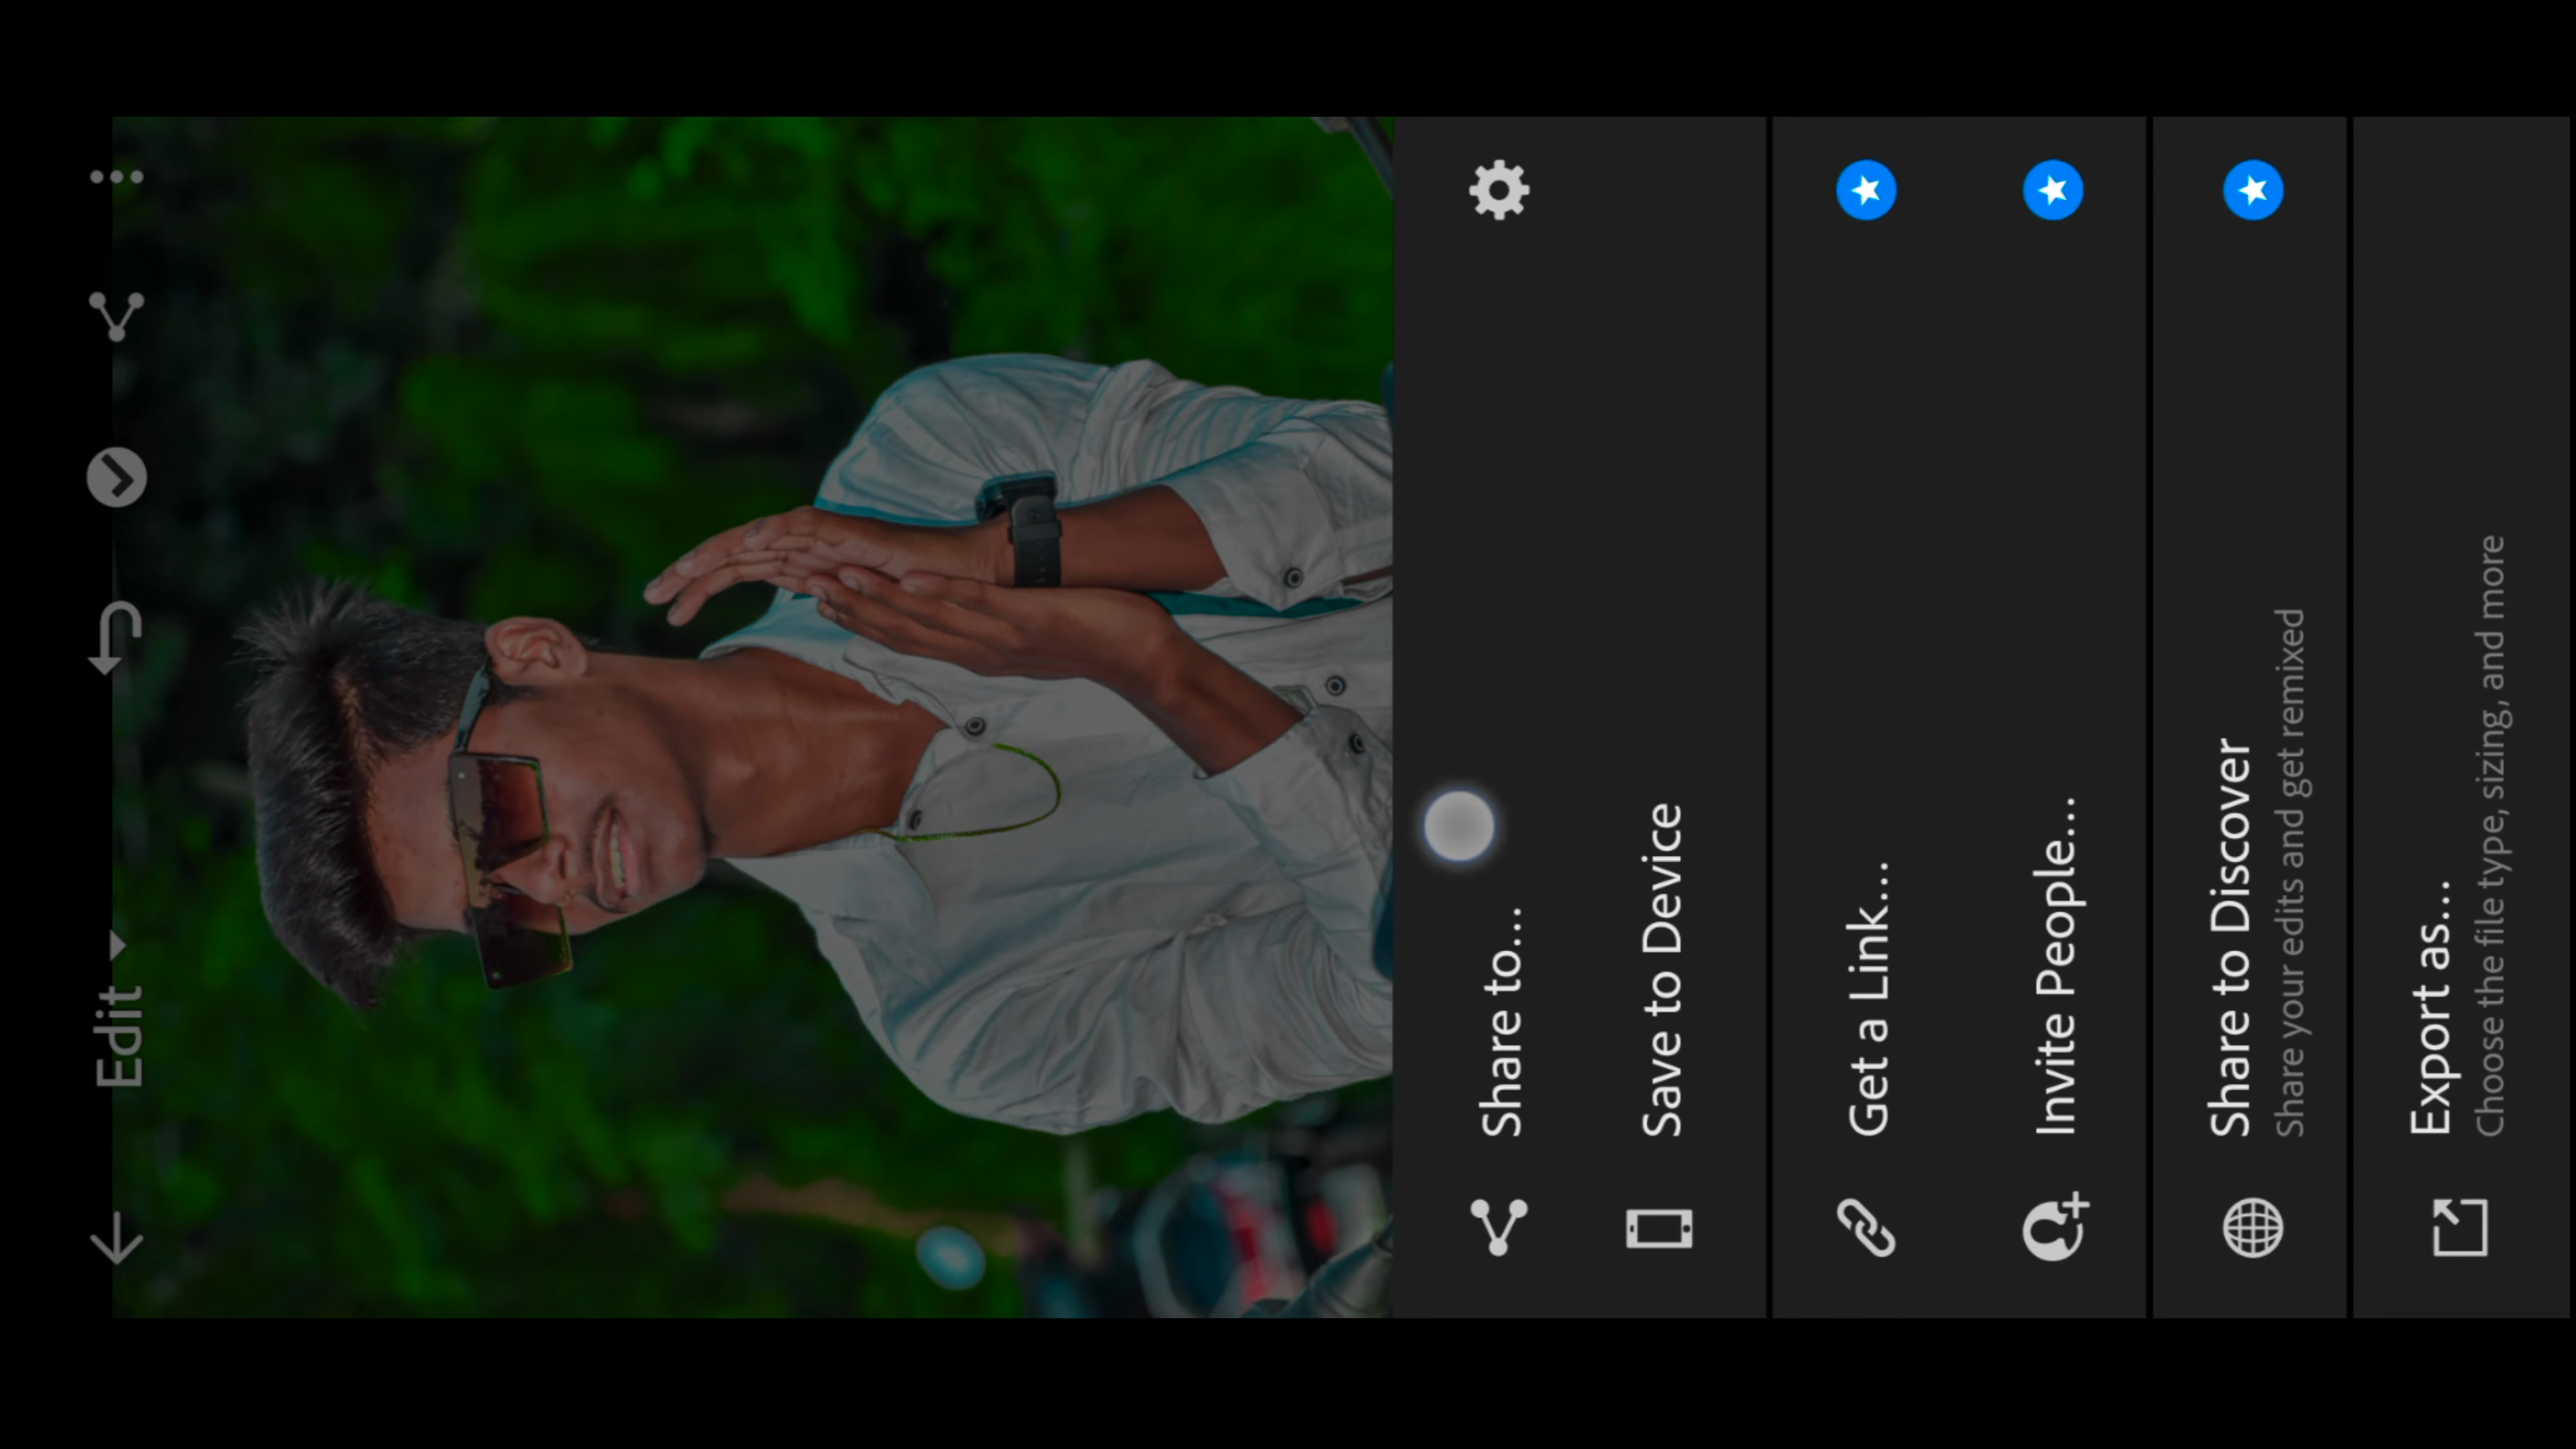 Edit
Share to...
Save to Device
Get a Link...
Invite People...
Share to Discover
Share your edits and get remixed
Export as...
Choose the file type, sizing, and more